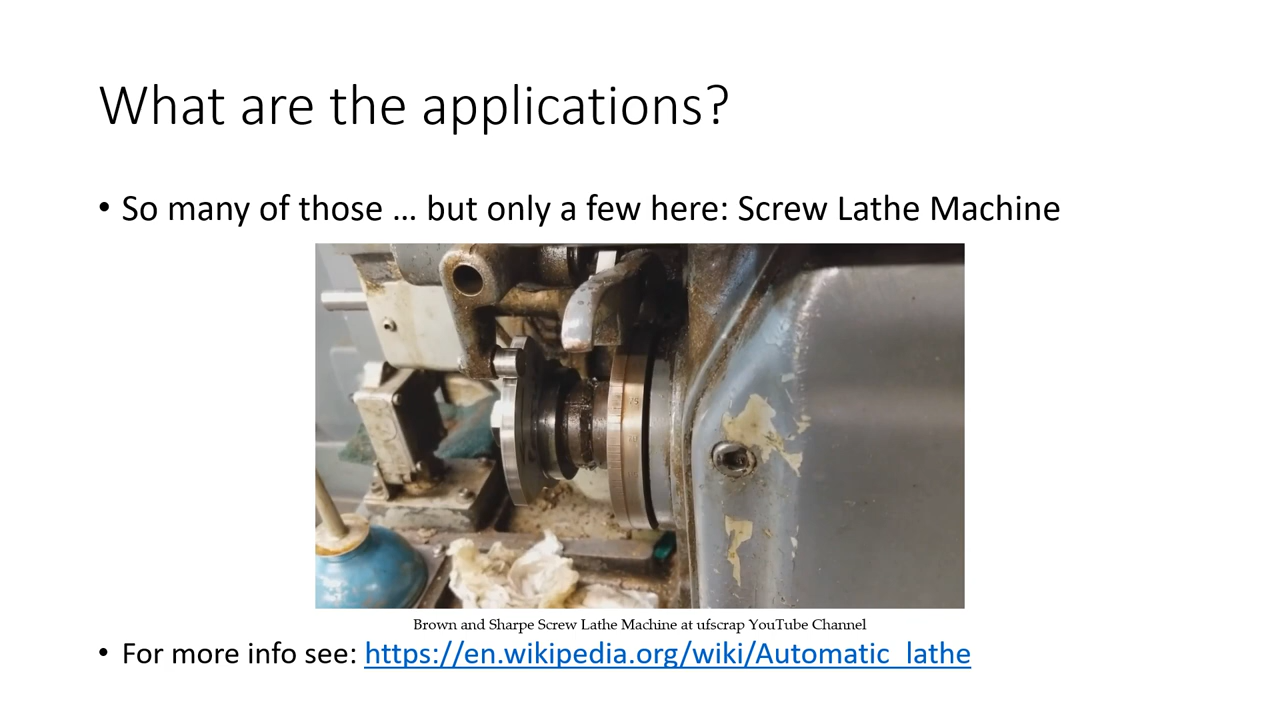 What are the applications?
• So many of those … but only a few here: Screw Lathe Machine
Brown and Sharpe Screw Lathe Machine at ufscrap YouTube Channel
• For more info see: https://en.wikipedia.org/wiki/Automatic_lathe